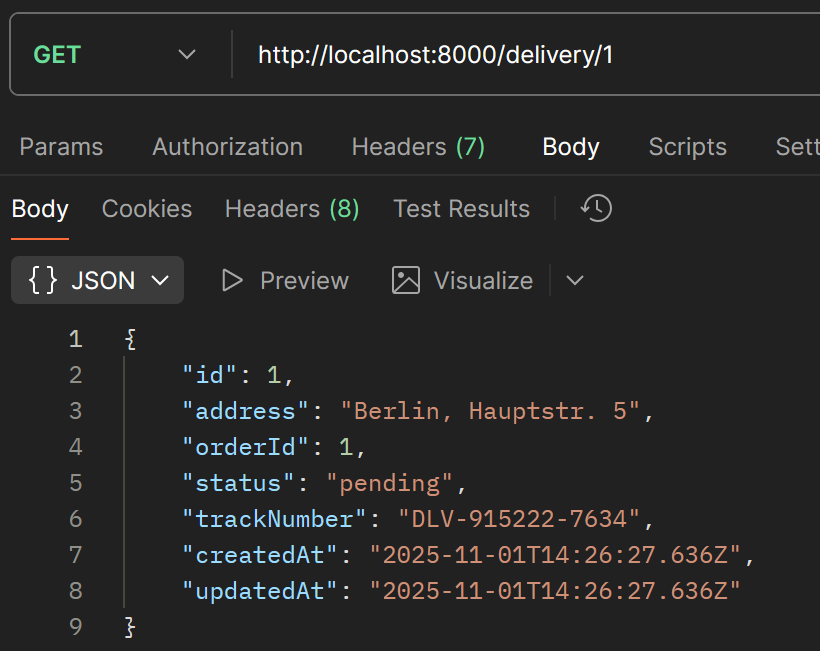 GET http://localhost:8000/delivery/1
Params Authorization Headers (7) Body Scripts Sett
Body Cookies Headers (8) Test Results
{ } JSON Preview Visualize
1 {
2 "id": 1,
3 "address": "Berlin, Hauptstr. 5",
4 "orderId": 1,
5 "status": "pending",
6 "trackNumber": "DLV-915222-7634",
7 "createdAt": "2025-11-01T14:26:27.636Z",
8 "updatedAt": "2025-11-01T14:26:27.636Z"
9 }